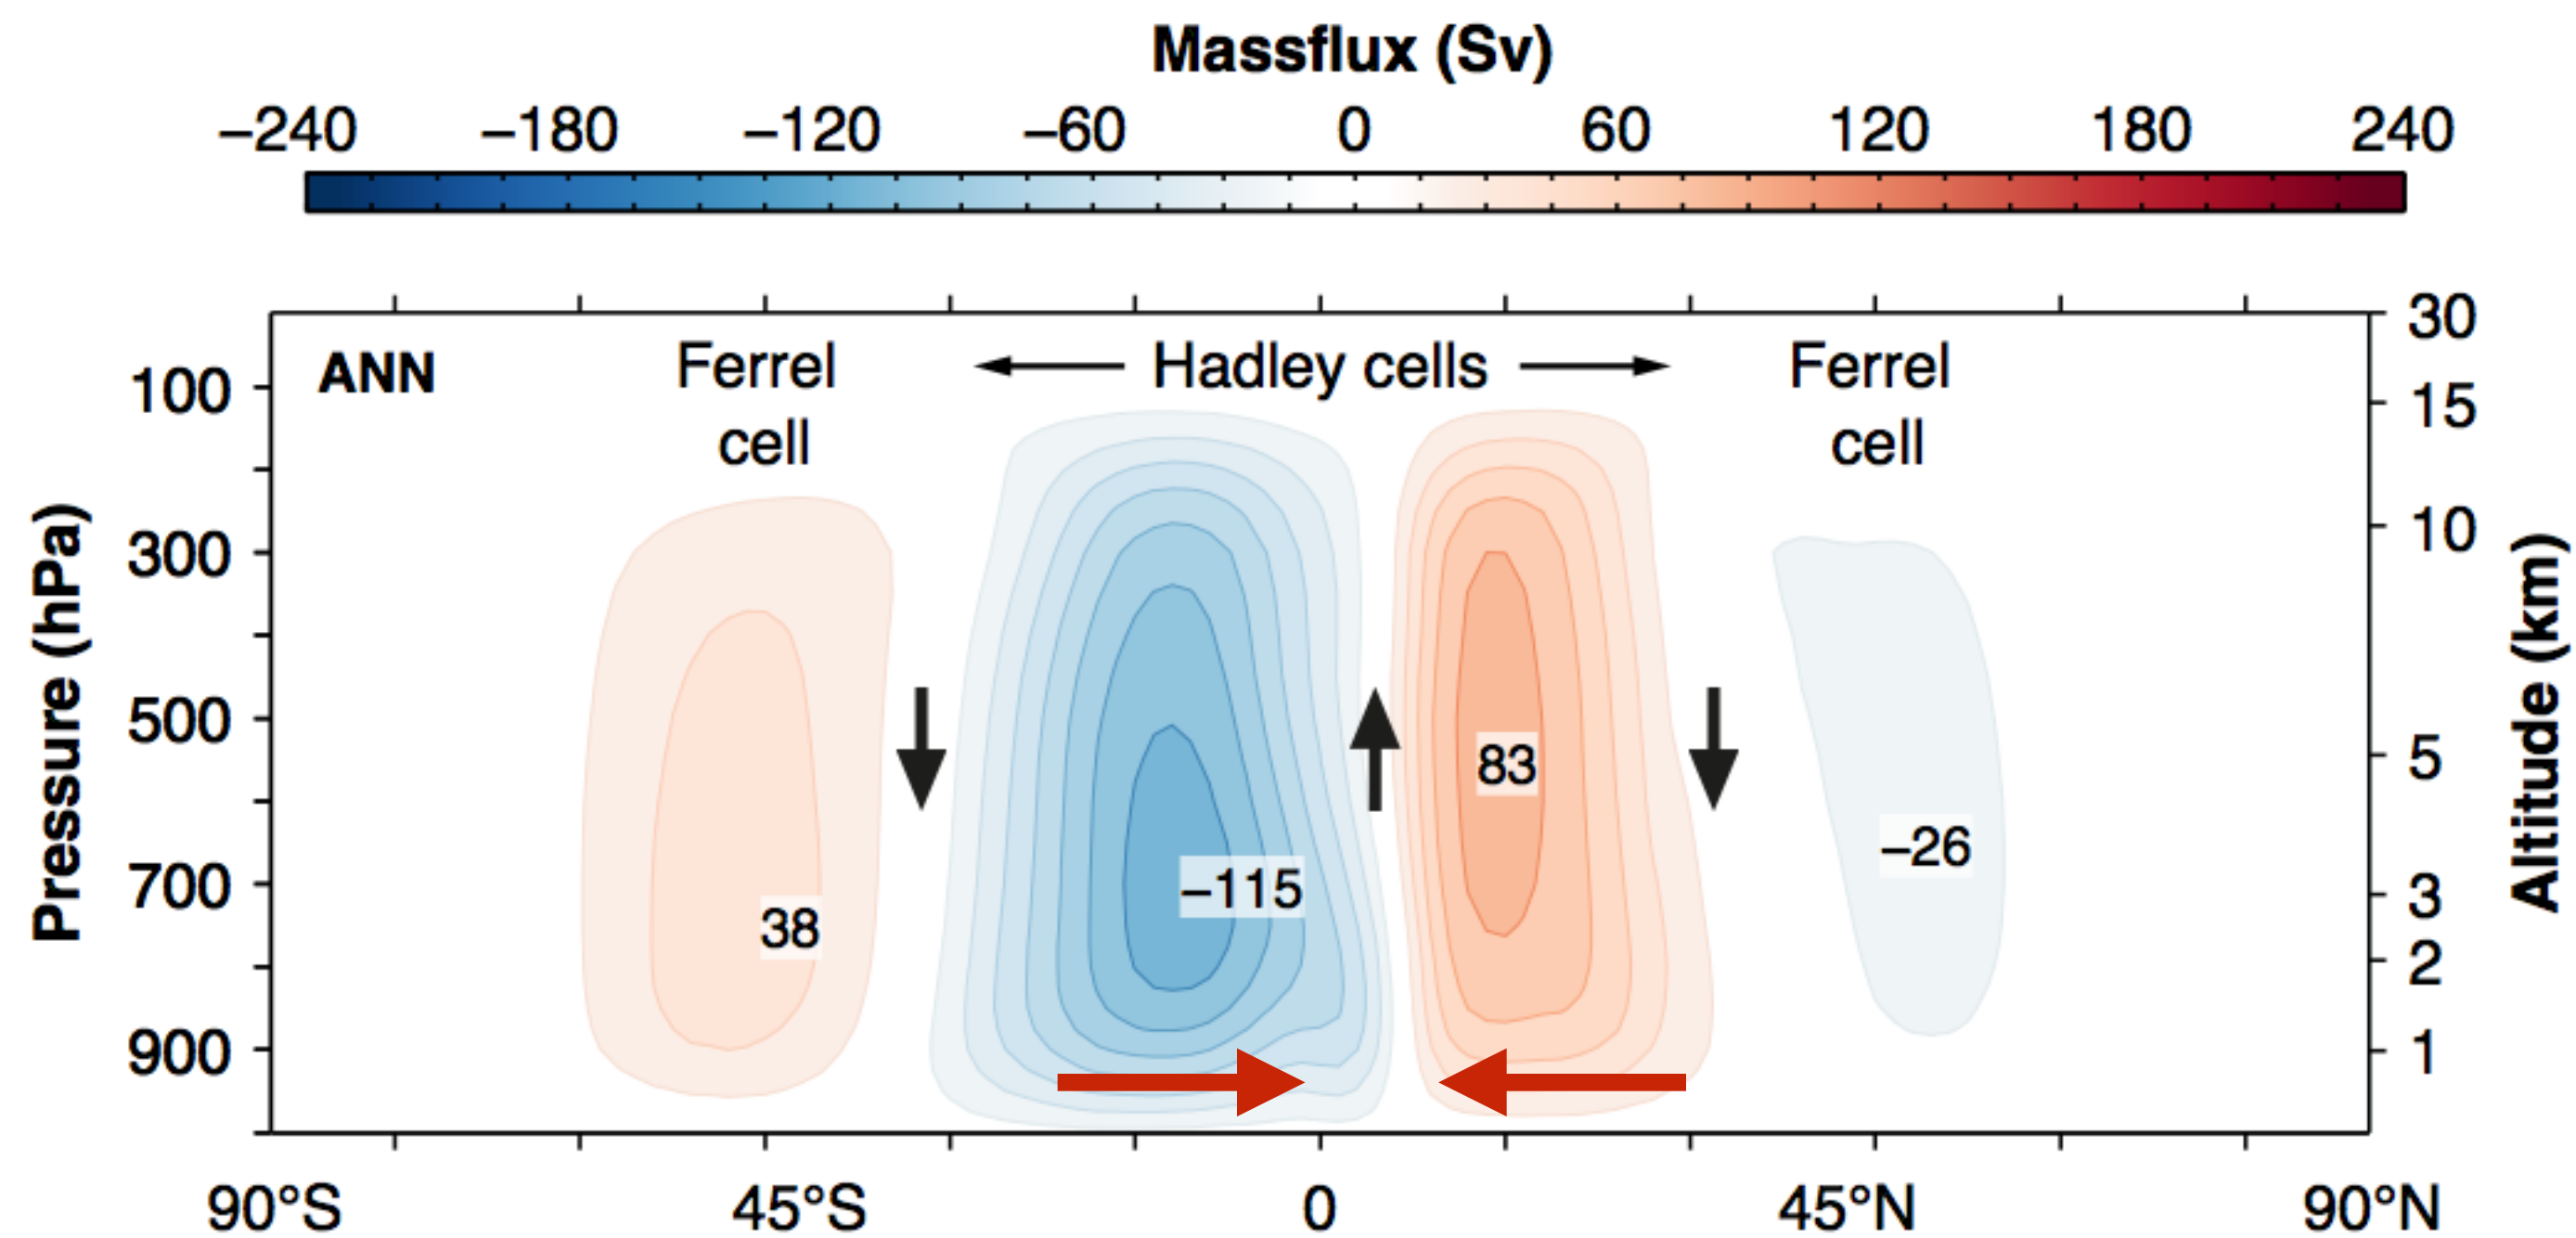 Massflux (Sv)
−240 −180 −120 −60 0 60 120 180 240
ANN
Ferrel cell
Hadley cells
Ferrel cell
Pressure (hPa)
100
300
500
700
900
Altitude (km)
30
15
10
5
3
2
1
38
−115
83
−26
90°S 45°S 0 45°N 90°N